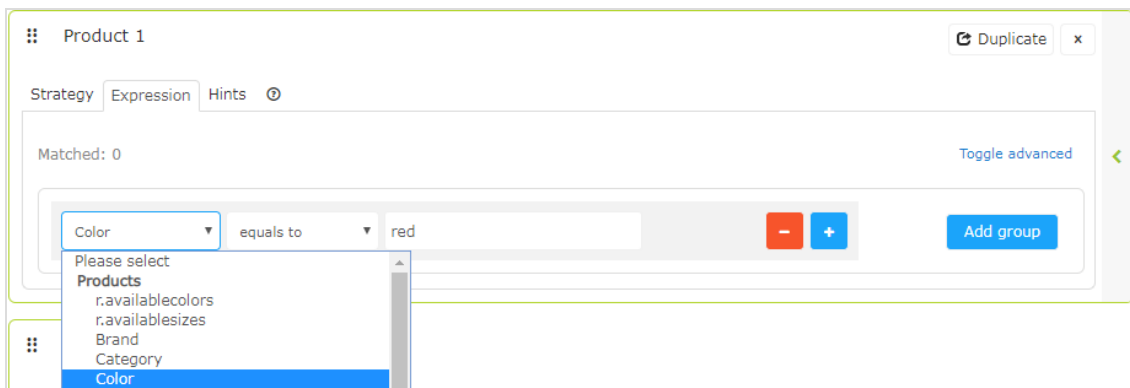 Product 1
Duplicate x
Strategy Expression Hints
Matched: 0
Toggle advanced
Color equals to red - + Add group
Please select
Products
r.availablecolors
r.availablesizes
Brand
Category
Color